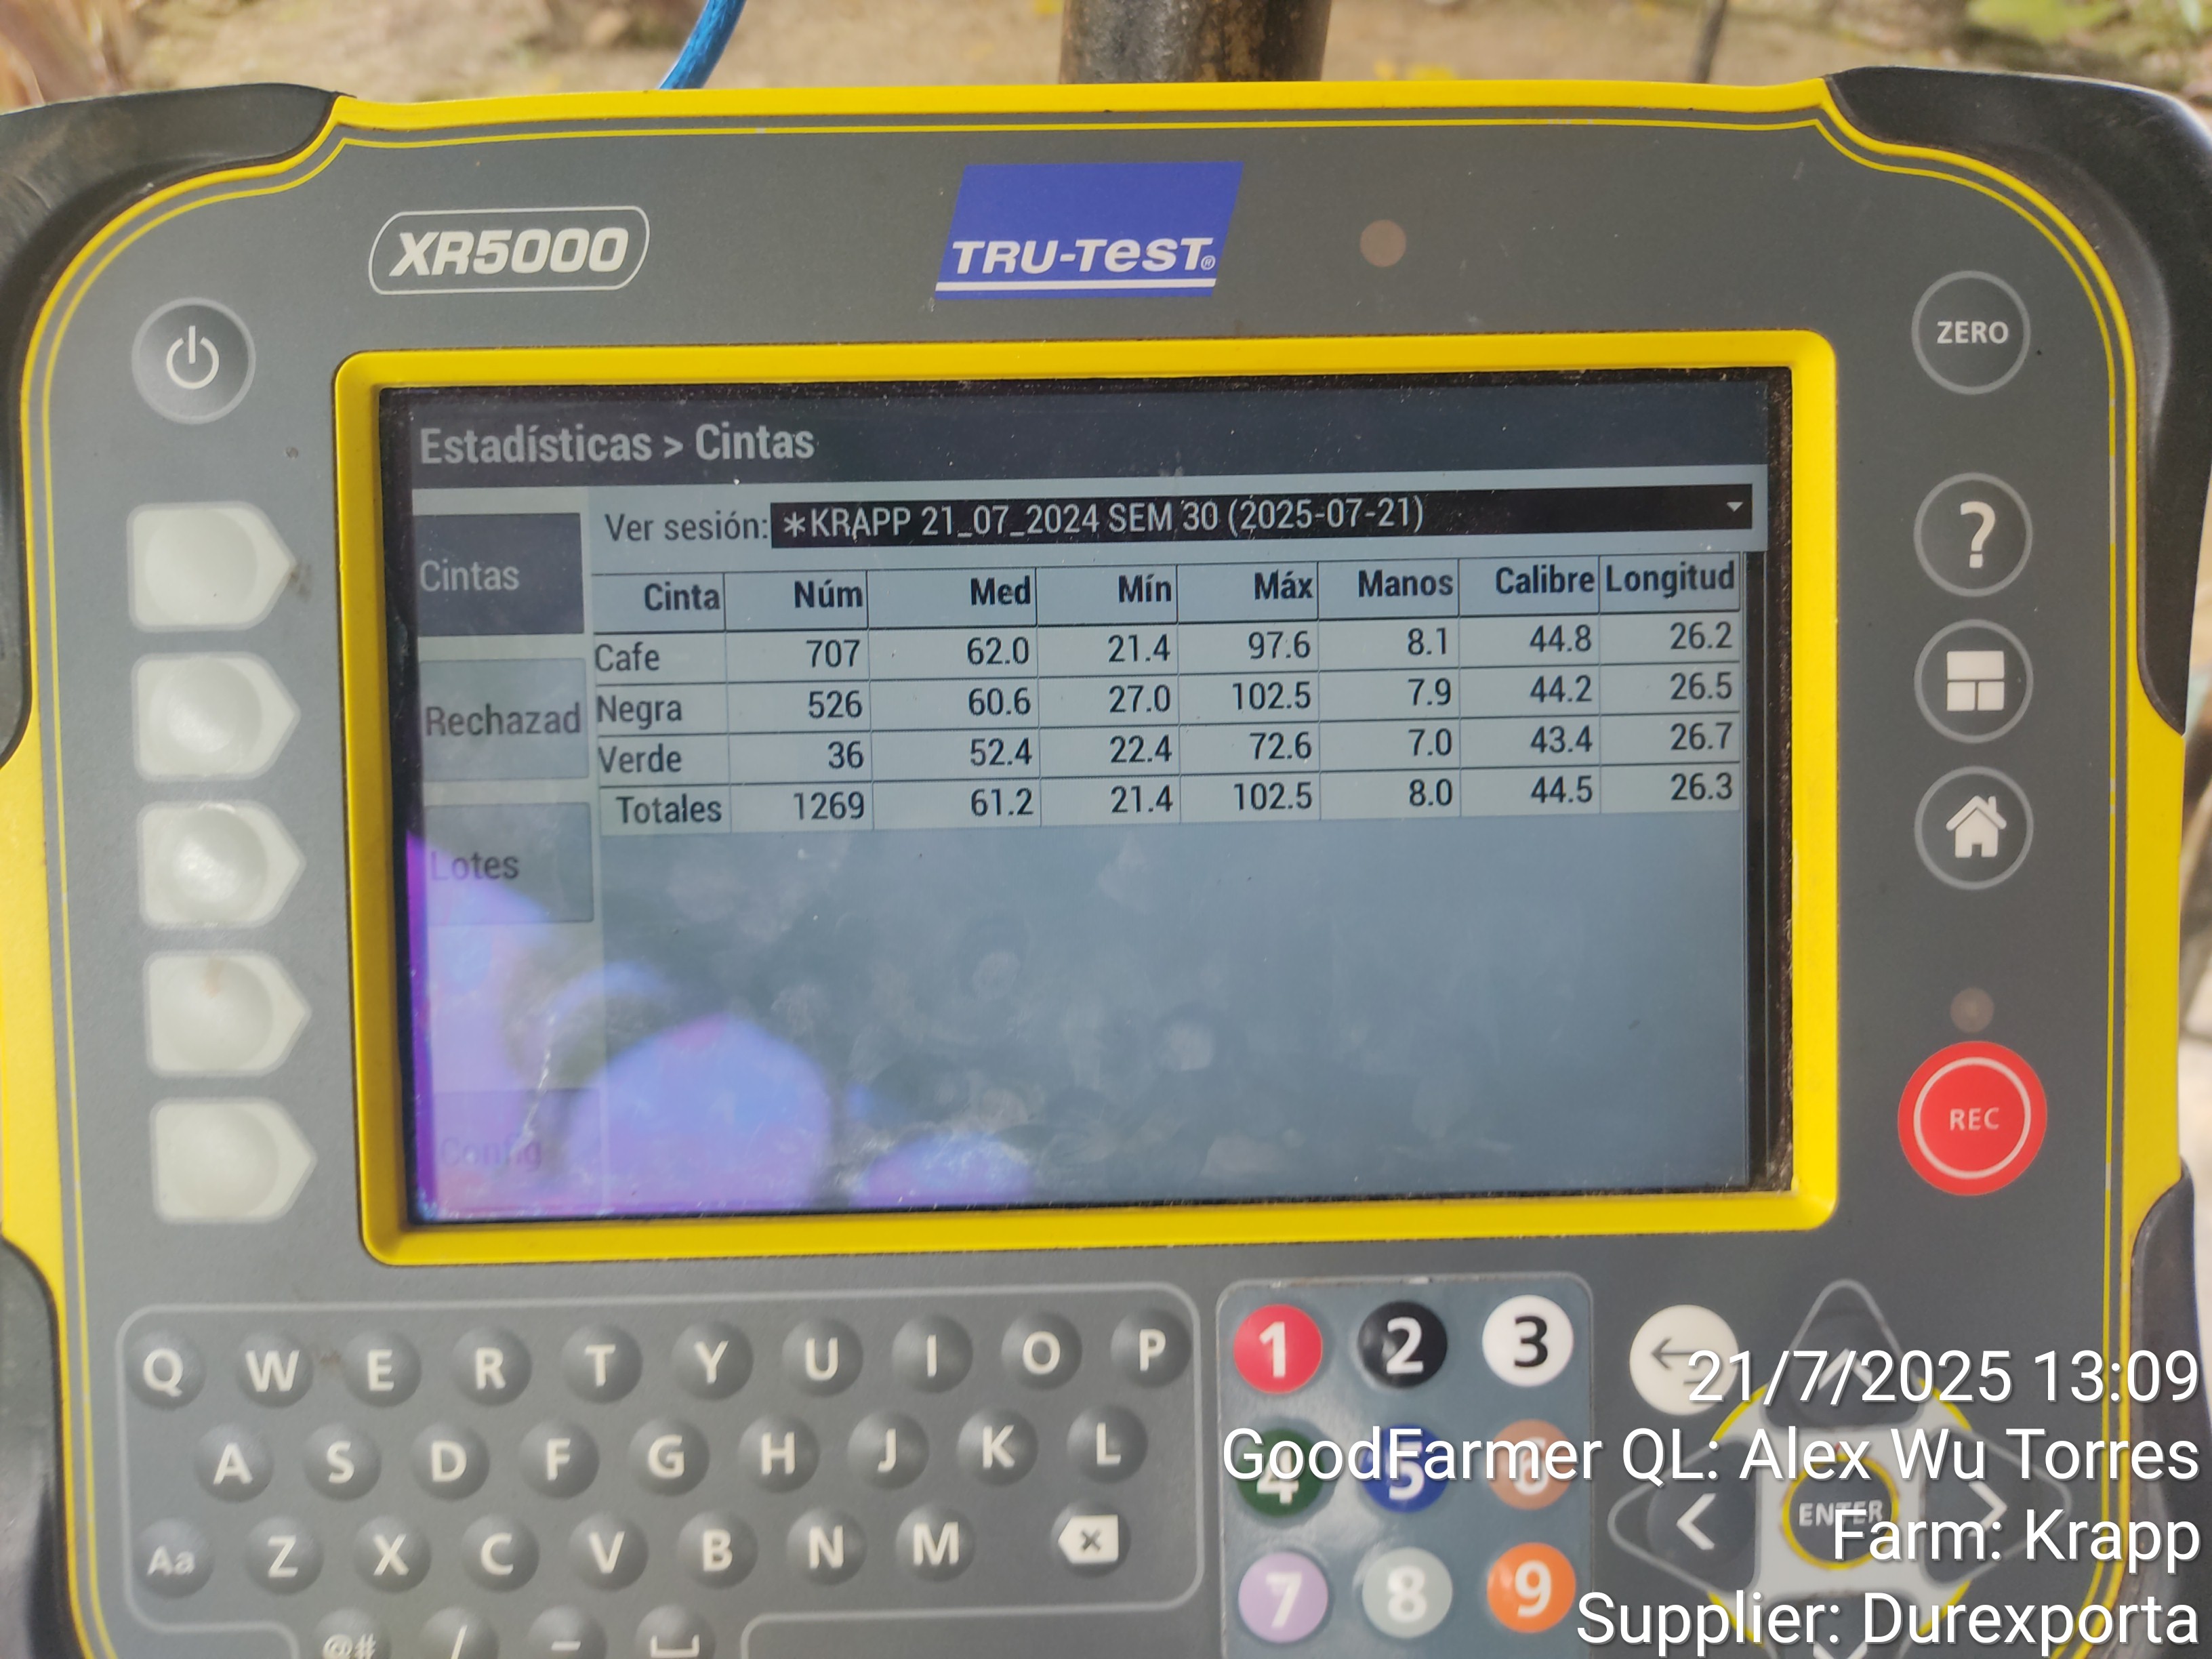 XR5000
TRU-TEST®
ZERO
Estadísticas > Cintas
Ver sesión: *KRAPP 21_07_2024 SEM 30 (2025-07-21)
Cintas
Rechazad
Lotes
Config
Cinta Núm Med Mín Máx Manos Calibre Longitud
Cafe 707 62.0 21.4 97.6 8.1 44.8 26.2
Negra 526 60.6 27.0 102.5 7.9 44.2 26.5
Verde 36 52.4 22.4 72.6 7.0 43.4 26.7
Totales 1269 61.2 21.4 102.5 8.0 44.5 26.3
?
REC
Q W E R T Y U I O P
A S D F G H J K L
Aa Z X C V B N M
@# / –
1 2 3
4 5 6
7 8 9
ENTER
21/7/2025 13:09
GoodFarmer QL: Alex Wu Torres
Farm: Krapp
Supplier: Durexporta